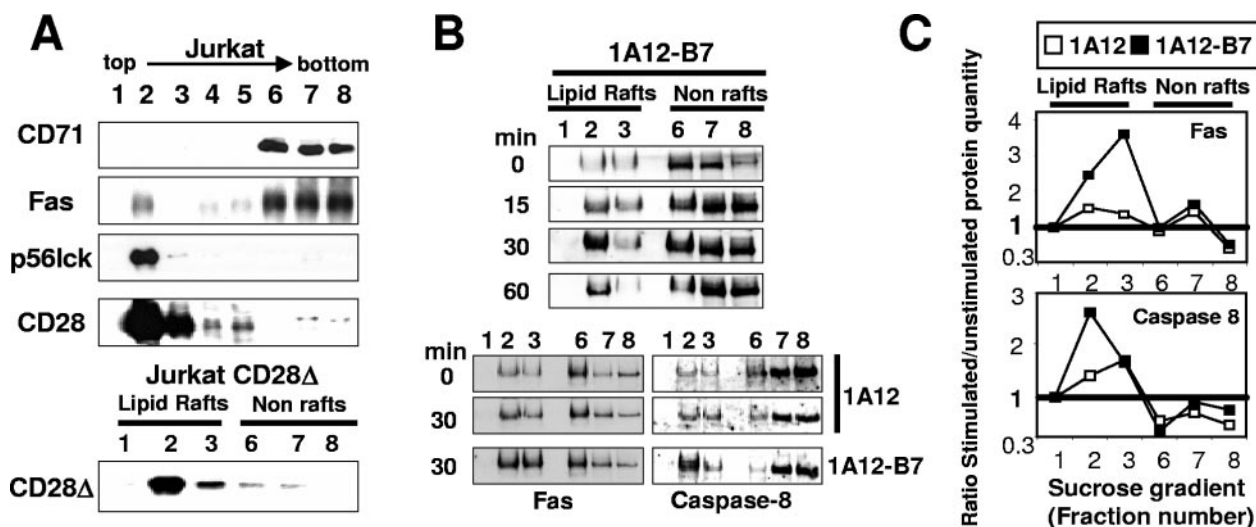 A
Jurkat
top bottom
1 2 3 4 5 6 7 8
CD71
Fas
p56lck
CD28
Jurkat CD28Δ
Lipid Rafts Non rafts
1 2 3 6 7 8
CD28Δ
B
1A12-B7
Lipid Rafts Non rafts
min 1 2 3 6 7 8
0
15
30
60
min 1 2 3 6 7 8 1 2 3 6 7 8
0
1A12
30
30 1A12-B7
Fas Caspase-8
C
1A12 1A12-B7
Lipid Rafts Non rafts
Ratio Stimulated/unstimulated protein quantity
Fas
4
3
2
1
0.3
1 2 3 6 7 8
Caspase 8
3
2
1
0.3
1 2 3 6 7 8
Sucrose gradient
(Fraction number)